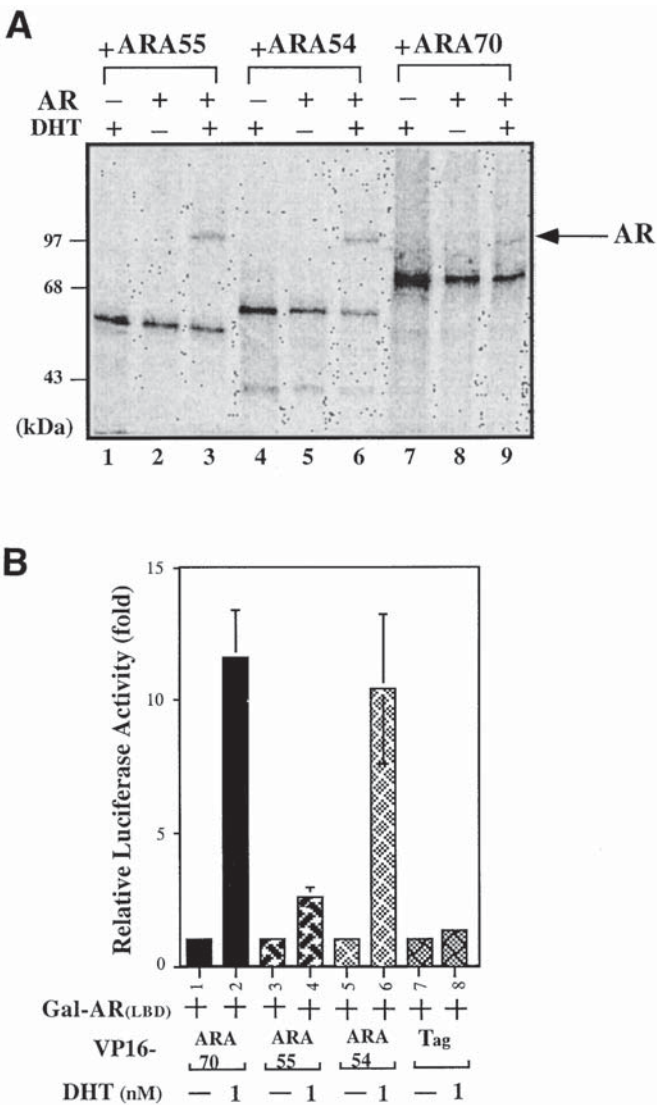 A
+ARA55 +ARA54 +ARA70
AR − + + − + + − + +
DHT + − + + − + + − +
97
AR
68
43
(kDa)
1 2 3 4 5 6 7 8 9
B
Relative Luciferase Activity (fold)
15
10
5
0
1 2 3 4 5 6 7 8
Gal-AR(LBD) + + + + + + + +
VP16- ARA ARA ARA Tag
70 55 54
DHT (nM) − 1 − 1 − 1 − 1